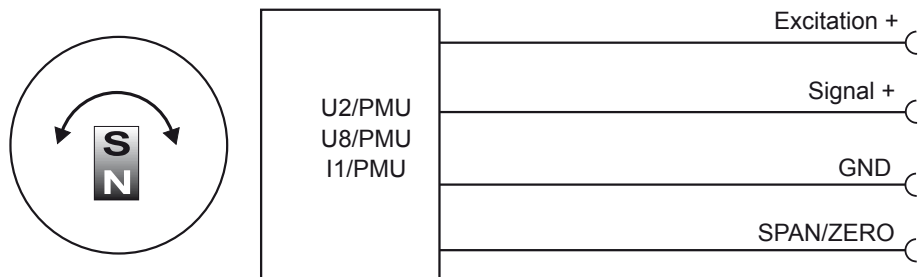 S
N
U2/PMU
U8/PMU
I1/PMU
Excitation +
Signal +
GND
SPAN/ZERO